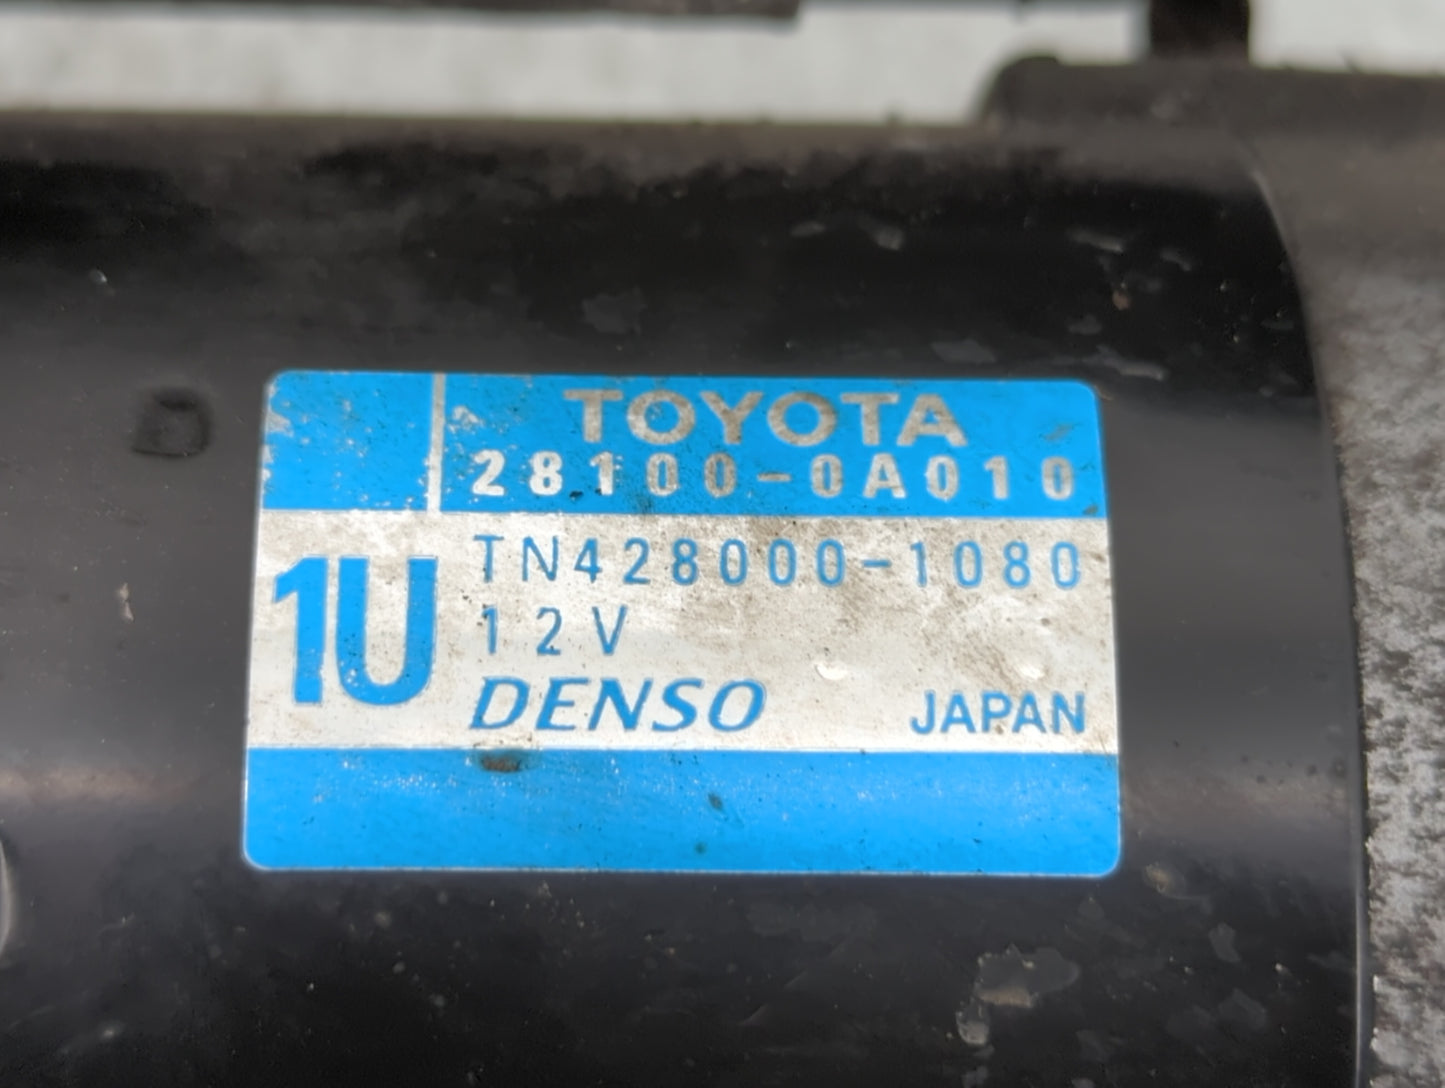 D
TOYOTA
28100-0A010
1U
TN428000-1080
12V
DENSO JAPAN